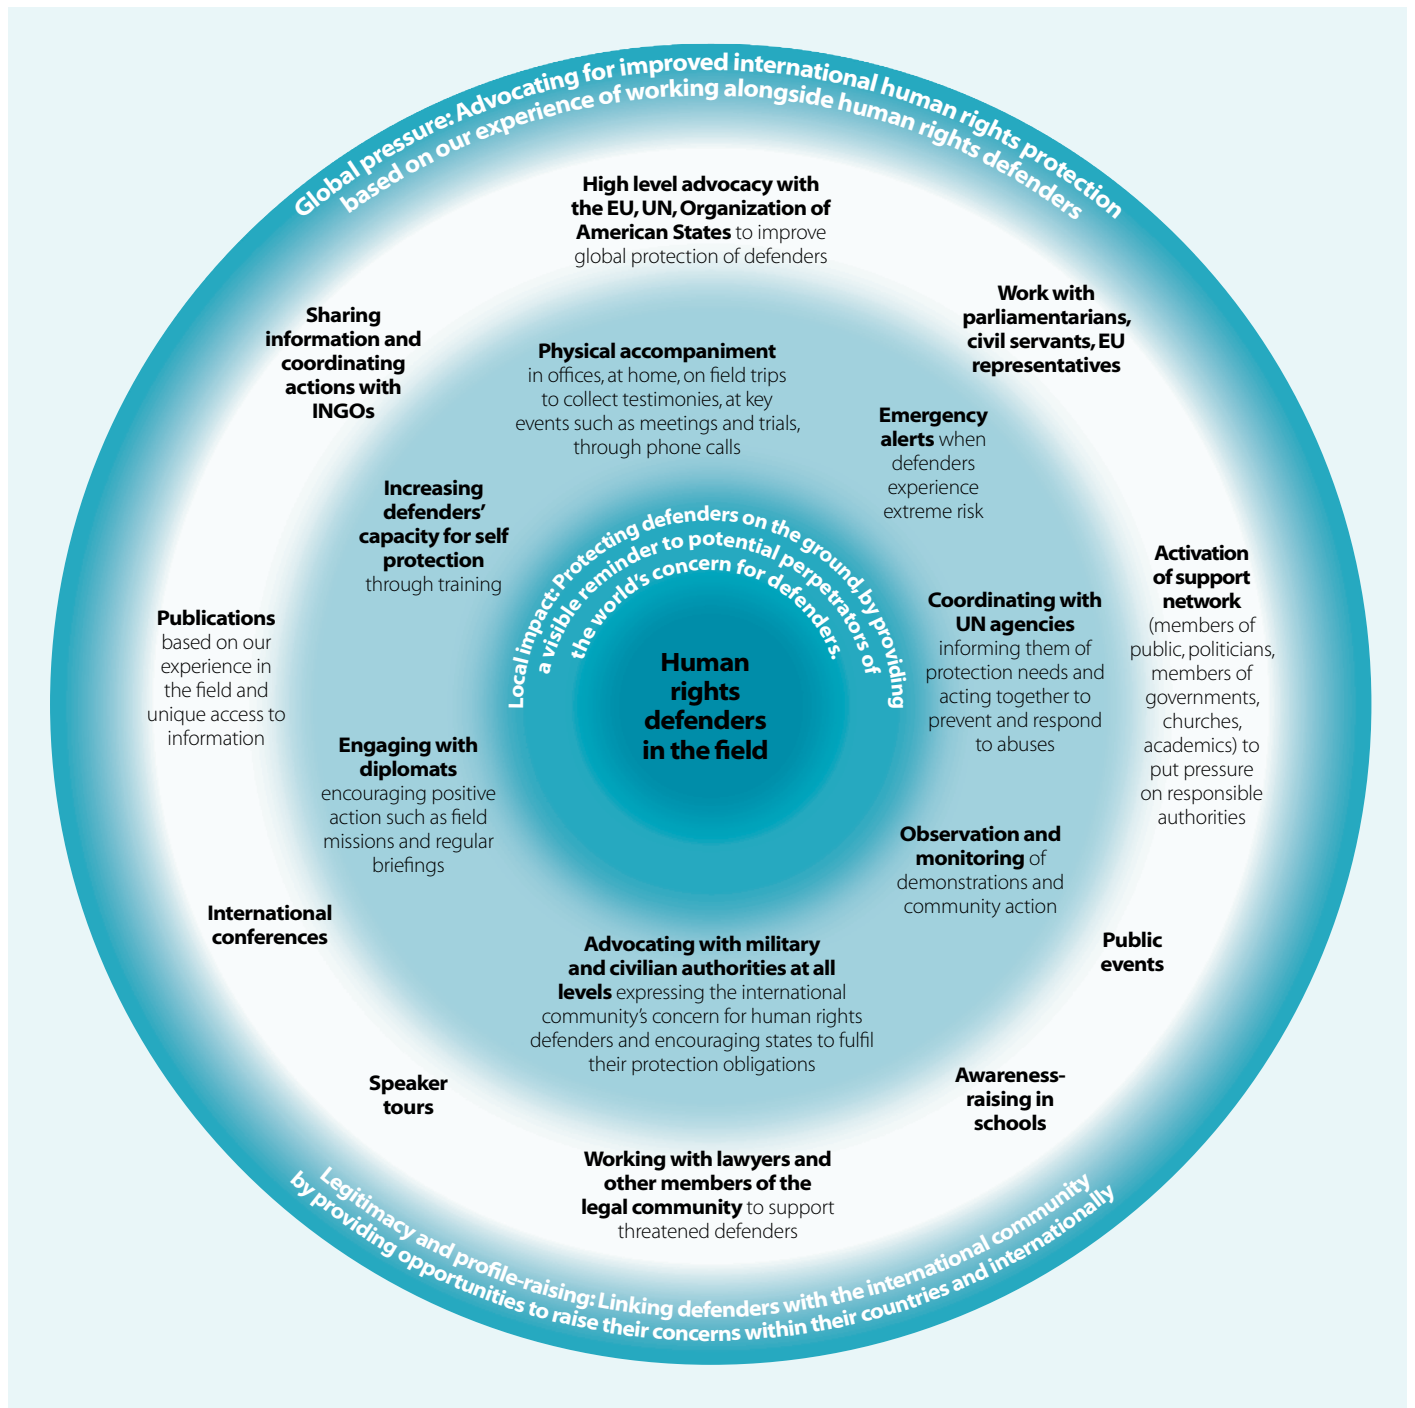 Global pressure: Advocating for improved international human rights protection
based on our experience of working alongside human rights defenders
High level advocacy with
the EU, UN, Organization of
American States to improve
global protection of defenders
Work with
parliamentarians,
civil servants, EU
representatives
Sharing
information and
coordinating
actions with
INGOs
Physical accompaniment
in offices, at home, on field trips
to collect testimonies, at key
events such as meetings and trials,
through phone calls
Emergency
alerts when
defenders
experience
extreme risk
Increasing
defenders’
capacity for self
protection
through training
Local impact: Protecting defenders on the ground, by providing
a visible reminder to potential perpetrators of
the world’s concern for defenders.
Human
rights
defenders
in the field
Activation
of support
network
(members of
public, politicians,
members of
governments,
churches,
academics) to
put pressure
on responsible
authorities
Coordinating with
UN agencies
informing them of
protection needs and
acting together to
prevent and respond
to abuses
Publications
based on our
experience in
the field and
unique access to
information
Engaging with
diplomats
encouraging positive
action such as field
missions and regular
briefings
Observation and
monitoring of
demonstrations and
community action
International
conferences
Advocating with military
and civilian authorities at all
levels expressing the international
community’s concern for human rights
defenders and encouraging states to fulfil
their protection obligations
Public
events
Speaker
tours
Awareness-
raising in
schools
Working with lawyers and
other members of the
legal community to support
threatened defenders
Legitimacy and profile-raising: Linking defenders with the international community
by providing opportunities to raise their concerns within their countries and internationally